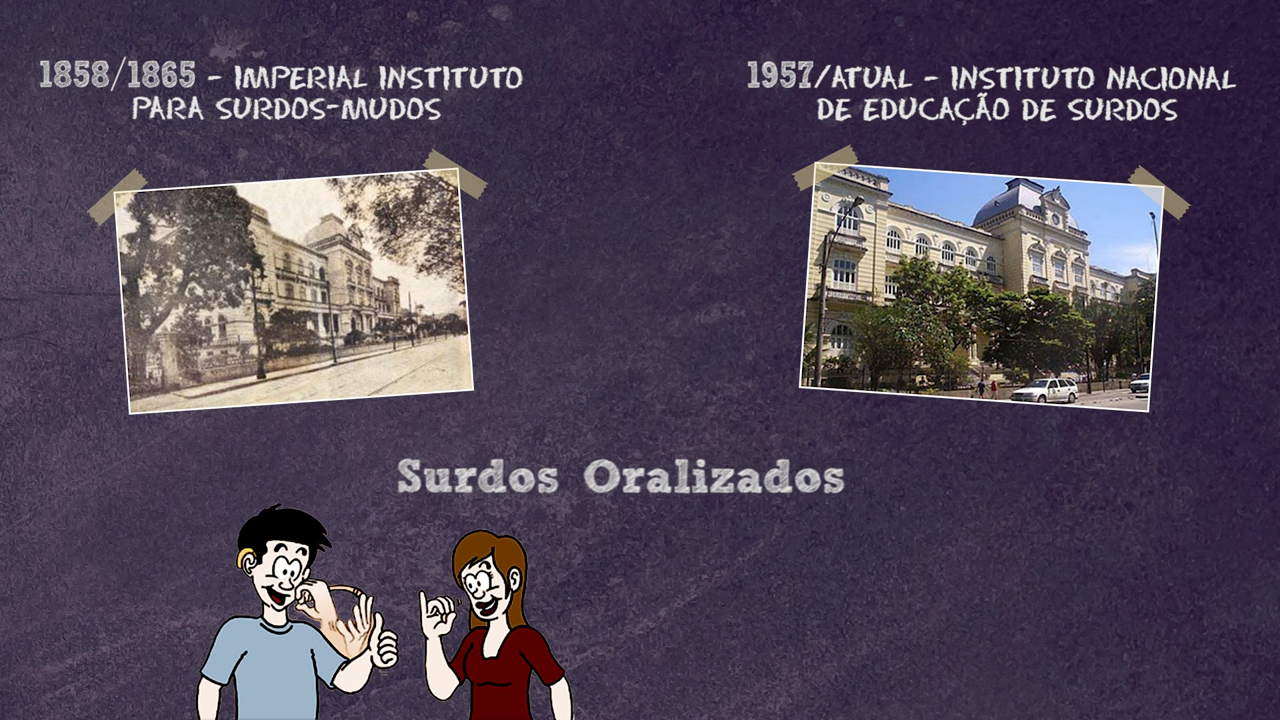 1858/1865 - IMPERIAL INSTITUTO
PARA SURDOS-MUDOS
1957/ATUAL - INSTITUTO NACIONAL
DE EDUCAÇÃO DE SURDOS
Surdos Oralizados